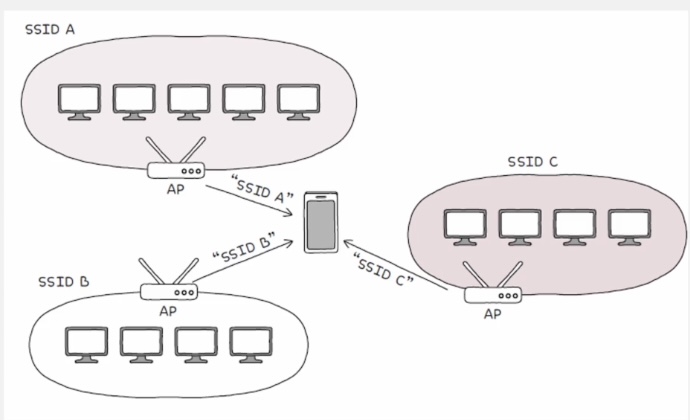 SSID A
AP
"SSID A"
SSID C
"SSID B"
"SSID C"
SSID B
AP
AP